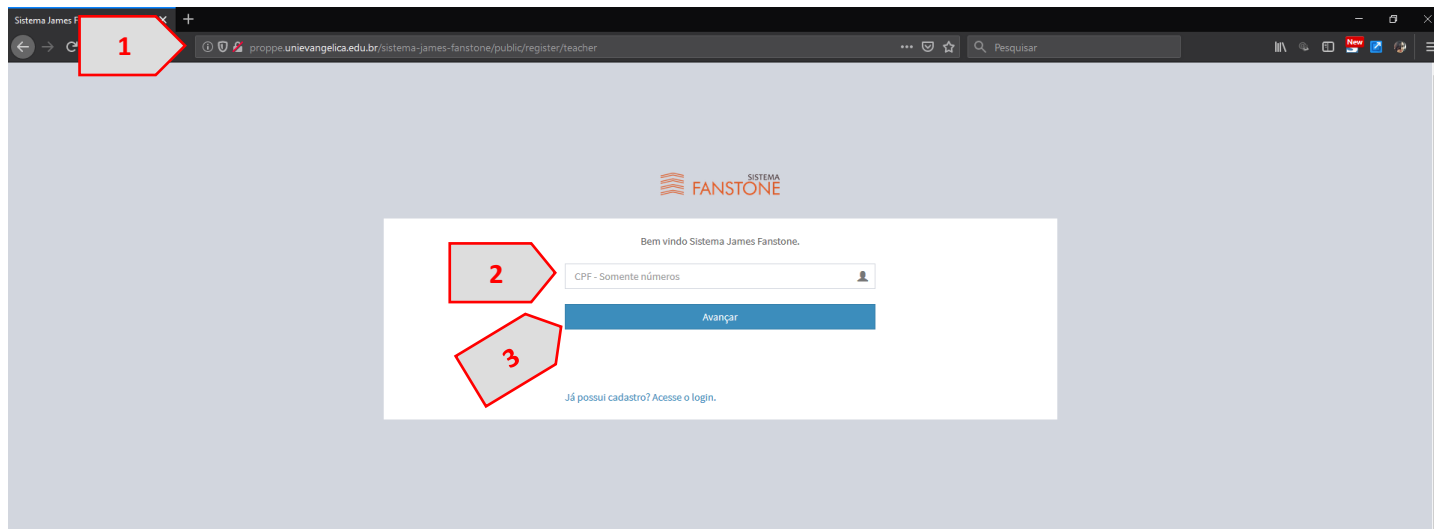 Sistema James F
1
proppe.unievangelica.edu.br/sistema-james-fanstone/public/register/teacher
Pesquisar
New
SISTEMA
FANSTONE
Bem vindo Sistema James Fanstone.
2
CPF - Somente números
Avançar
3
Já possui cadastro? Acesse o login.